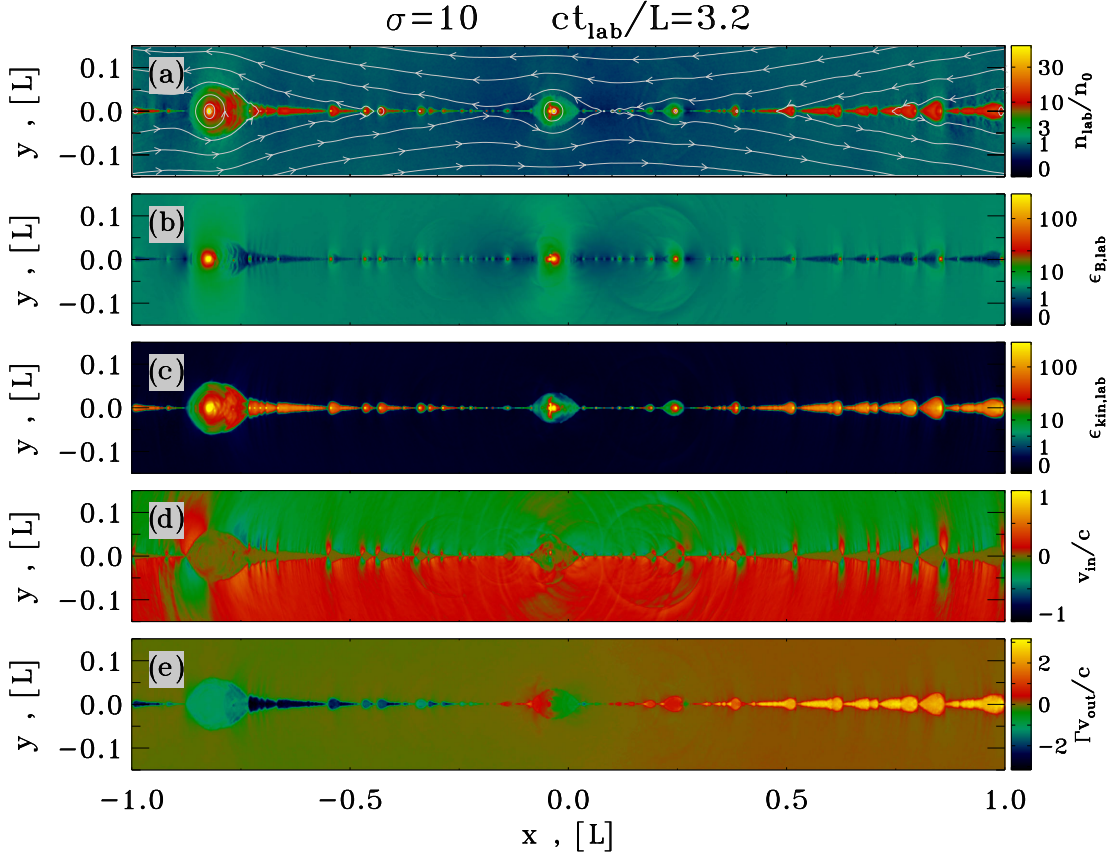 σ=10 ct_lab/L=3.2
(a)
y , [L]
0.1
0.0
−0.1
30
10
3
1
0
n_lab/n_0
(b)
y , [L]
0.1
0.0
−0.1
100
10
1
0
ϵ_B,lab
(c)
y , [L]
0.1
0.0
−0.1
100
10
1
0
ϵ_kin,lab
(d)
y , [L]
0.1
0.0
−0.1
1
0
−1
v_in/c
(e)
y , [L]
0.1
0.0
−0.1
2
0
−2
Γv_out/c
−1.0 −0.5 0.0 0.5 1.0
x , [L]